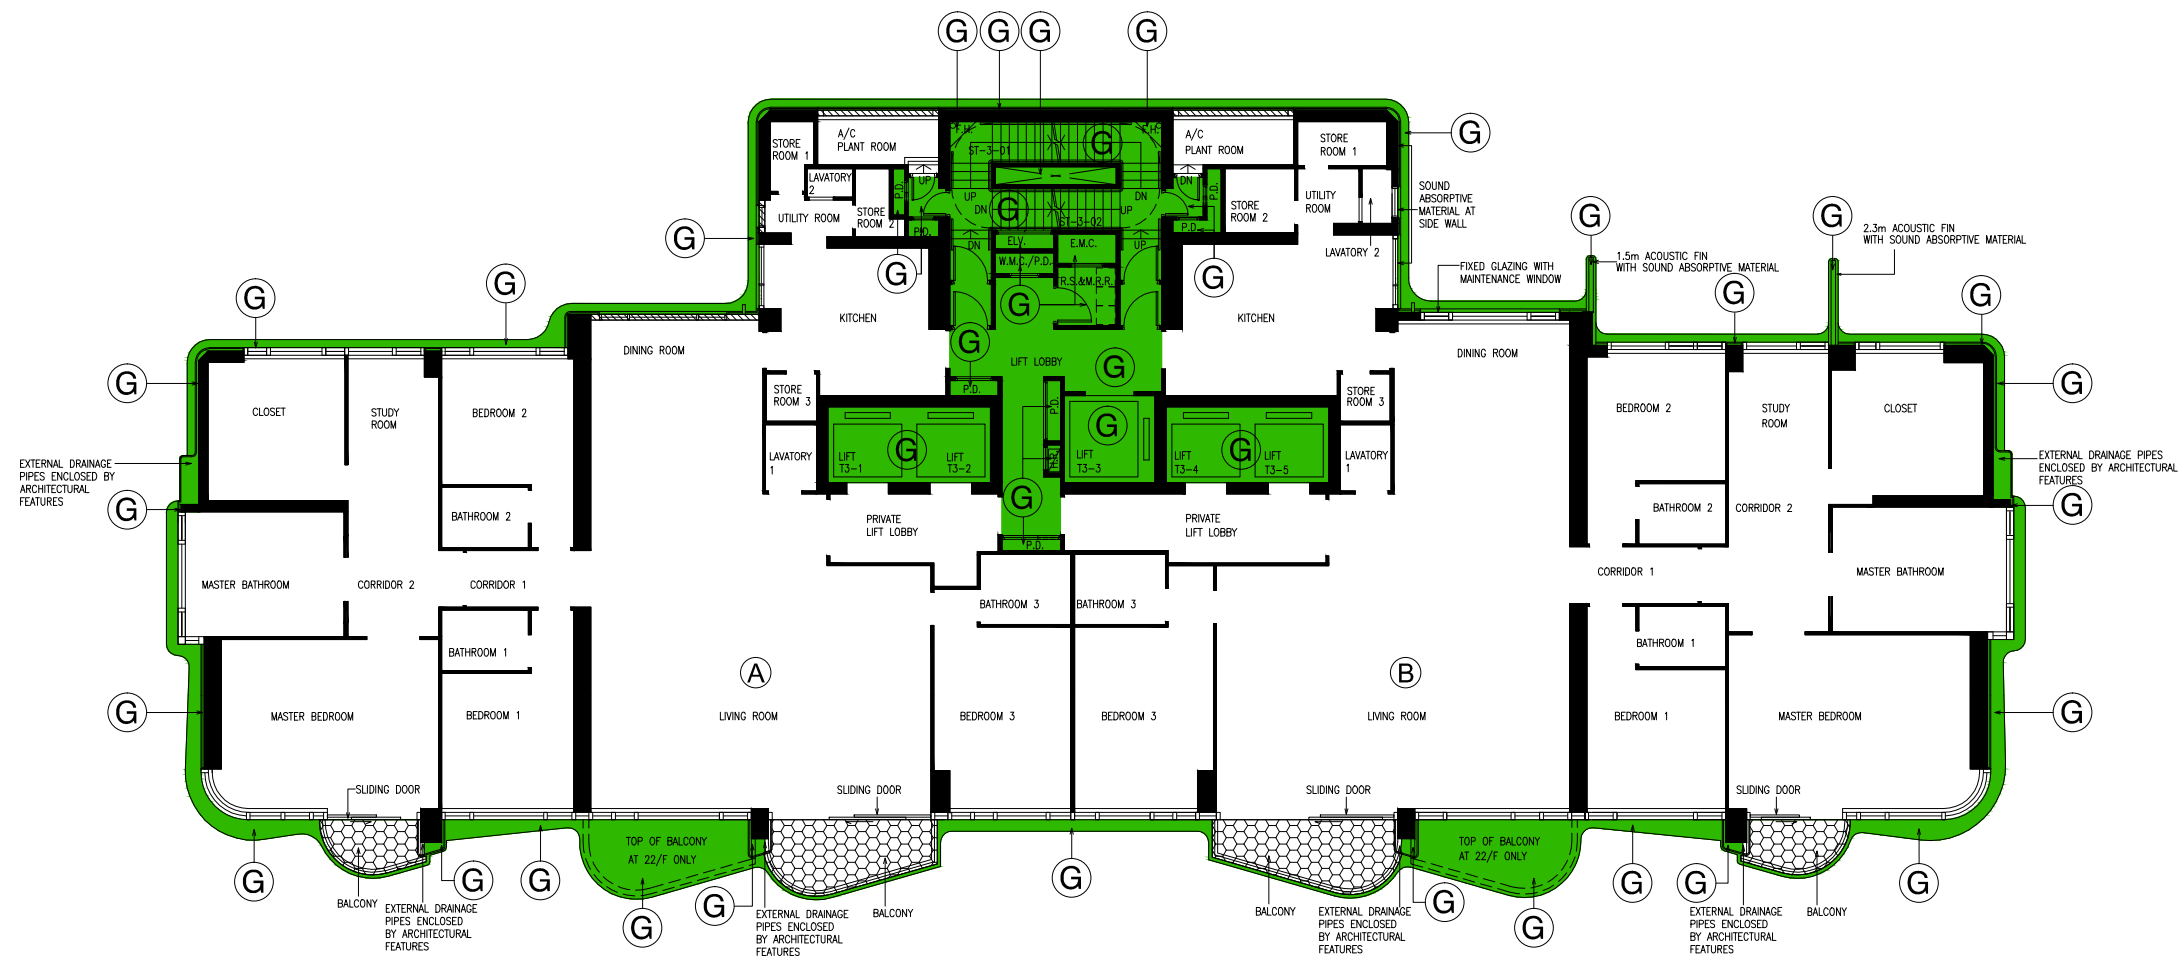 G G G G
G
F.H.
F.H.
A/C
PLANT ROOM
A/C
PLANT ROOM
STORE
ROOM 1
STORE
ROOM 1
G
ST-3-01
LAVATORY
2
UP
DN
P.D.
P.D.
UP
DN
DN
UP
G
ST-3-02
UTILITY ROOM
STORE
ROOM 2
STORE
ROOM 2
UTILITY
ROOM
SOUND
ABSORPTIVE
MATERIAL AT
SIDE WALL
P.D.
P.D.
DN
UP
ELV.
E.M.C.
W.M.C./P.D.
R.S.&M.R.R.
LAVATORY 2
G
G
G
G
G
G
2.3m ACOUSTIC FIN
WITH SOUND ABSORPTIVE MATERIAL
1.5m ACOUSTIC FIN
WITH SOUND ABSORPTIVE MATERIAL
FIXED GLAZING WITH
MAINTENANCE WINDOW
G
G
G
G
KITCHEN
KITCHEN
G
LIFT LOBBY
G
DINING ROOM
DINING ROOM
G
G
P.D.
P.D.
STORE
ROOM 3
STORE
ROOM 3
CLOSET
STUDY
ROOM
BEDROOM 2
BEDROOM 2
STUDY
ROOM
CLOSET
G
G
G
LIFT
T3-1
LIFT
T3-2
LIFT
T3-3
LIFT
T3-4
LIFT
T3-5
H.R.
LAVATORY
1
LAVATORY
1
EXTERNAL DRAINAGE
PIPES ENCLOSED BY
ARCHITECTURAL
FEATURES
EXTERNAL DRAINAGE PIPES
ENCLOSED BY ARCHITECTURAL
FEATURES
G
G
G
BATHROOM 2
PRIVATE
LIFT LOBBY
PRIVATE
LIFT LOBBY
P.D.
BATHROOM 2
CORRIDOR 2
MASTER BATHROOM
CORRIDOR 2
CORRIDOR 1
CORRIDOR 1
MASTER BATHROOM
BATHROOM 3
BATHROOM 3
BATHROOM 1
BATHROOM 1
A
B
G
G
MASTER BEDROOM
BEDROOM 1
LIVING ROOM
BEDROOM 3
BEDROOM 3
LIVING ROOM
BEDROOM 1
MASTER BEDROOM
SLIDING DOOR
SLIDING DOOR
SLIDING DOOR
SLIDING DOOR
TOP OF BALCONY
AT 22/F ONLY
TOP OF BALCONY
AT 22/F ONLY
G
G
G
G
G
G
G
G
G
G
G
G
BALCONY
EXTERNAL DRAINAGE
PIPES ENCLOSED
BY ARCHITECTURAL
FEATURES
EXTERNAL DRAINAGE
PIPES ENCLOSED
BY ARCHITECTURAL
FEATURES
BALCONY
BALCONY
EXTERNAL DRAINAGE
PIPES ENCLOSED
BY ARCHITECTURAL
FEATURES
EXTERNAL DRAINAGE
PIPES ENCLOSED
BY ARCHITECTURAL
FEATURES
BALCONY